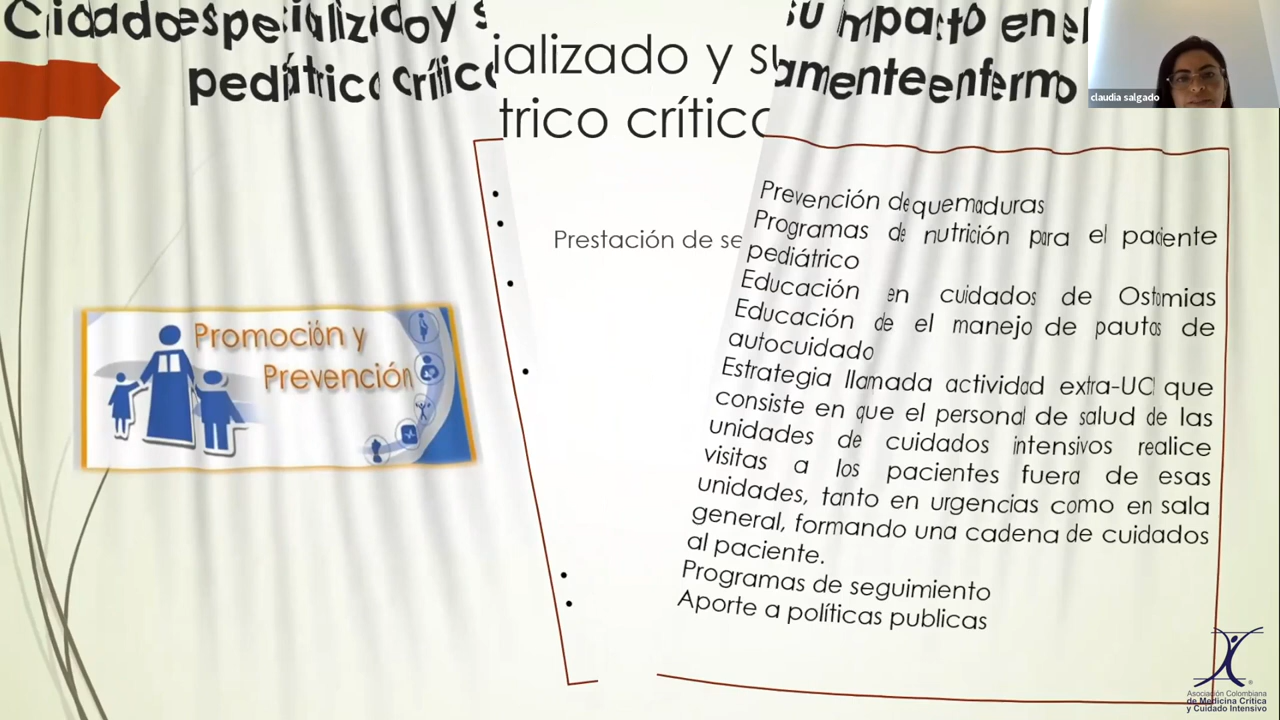 Cuidado especializado y s
su impacto en el
pediátrico crítico
amente enfermo
ializado y su
trico crítico
claudia salgado
Promoción y
Prevención
Prestación de se
Prevención de quemaduras
Programas de nutrición para el paciente
pediátrico
Educación en cuidados de Ostomias
Educación de el manejo de pautas de
autocuidado
Estrategia llamada actividad extra-UCI que
consiste en que el personal de salud de las
unidades de cuidados intensivos realice
visitas a los pacientes fuera de esas
unidades, tanto en urgencias como en sala
general, formando una cadena de cuidados
al paciente.
Programas de seguimiento
Aporte a políticas publicas
Asociación Colombiana
de Medicina Crítica
y Cuidado Intensivo